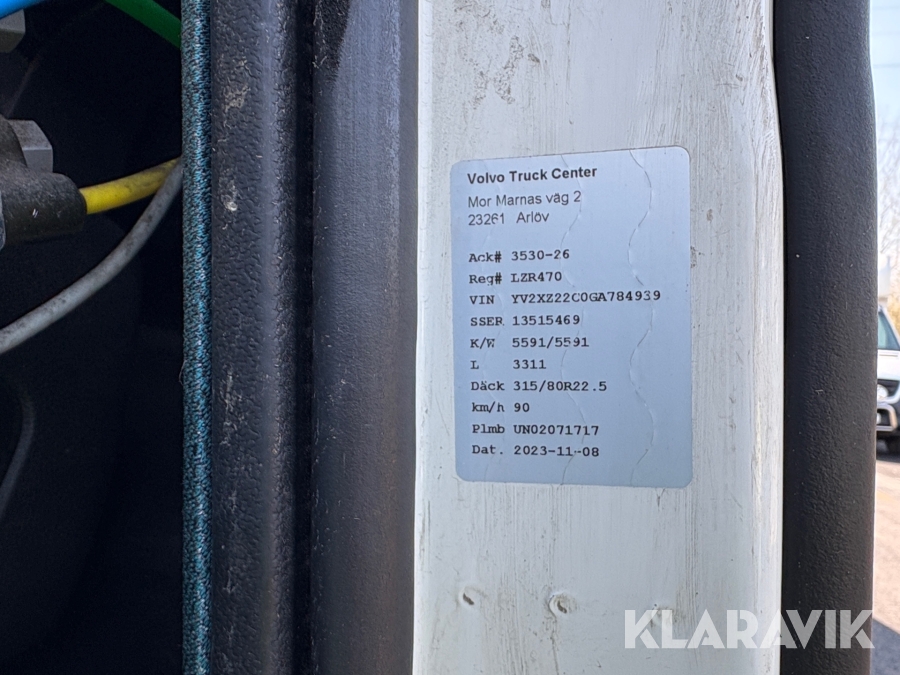 Volvo Truck Center
Mor Marnas väg 2
23261 Arlöv
Ack# 3530-26
Reg# LZR470
VIN YV2XZ22C0GA784939
SSER 13515469
K/W 5591/5591
L 3311
Däck 315/80R22.5
km/h 90
Plmb UN02071717
Dat. 2023-11-08
KLARAVIK